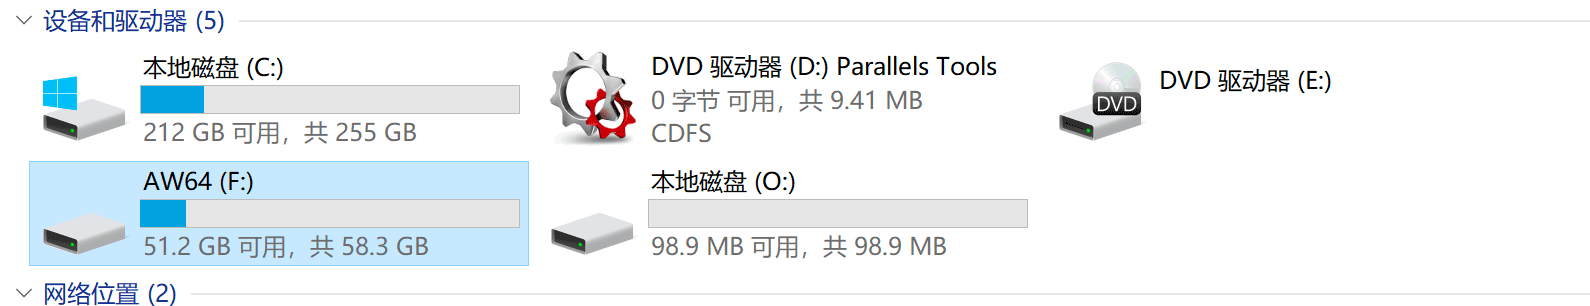 设备和驱动器 (5)
本地磁盘 (C:)
212 GB 可用，共 255 GB
DVD 驱动器 (D:) Parallels Tools
0 字节 可用，共 9.41 MB
CDFS
DVD 驱动器 (E:)
DVD
AW64 (F:)
51.2 GB 可用，共 58.3 GB
本地磁盘 (O:)
98.9 MB 可用，共 98.9 MB
网络位置 (2)